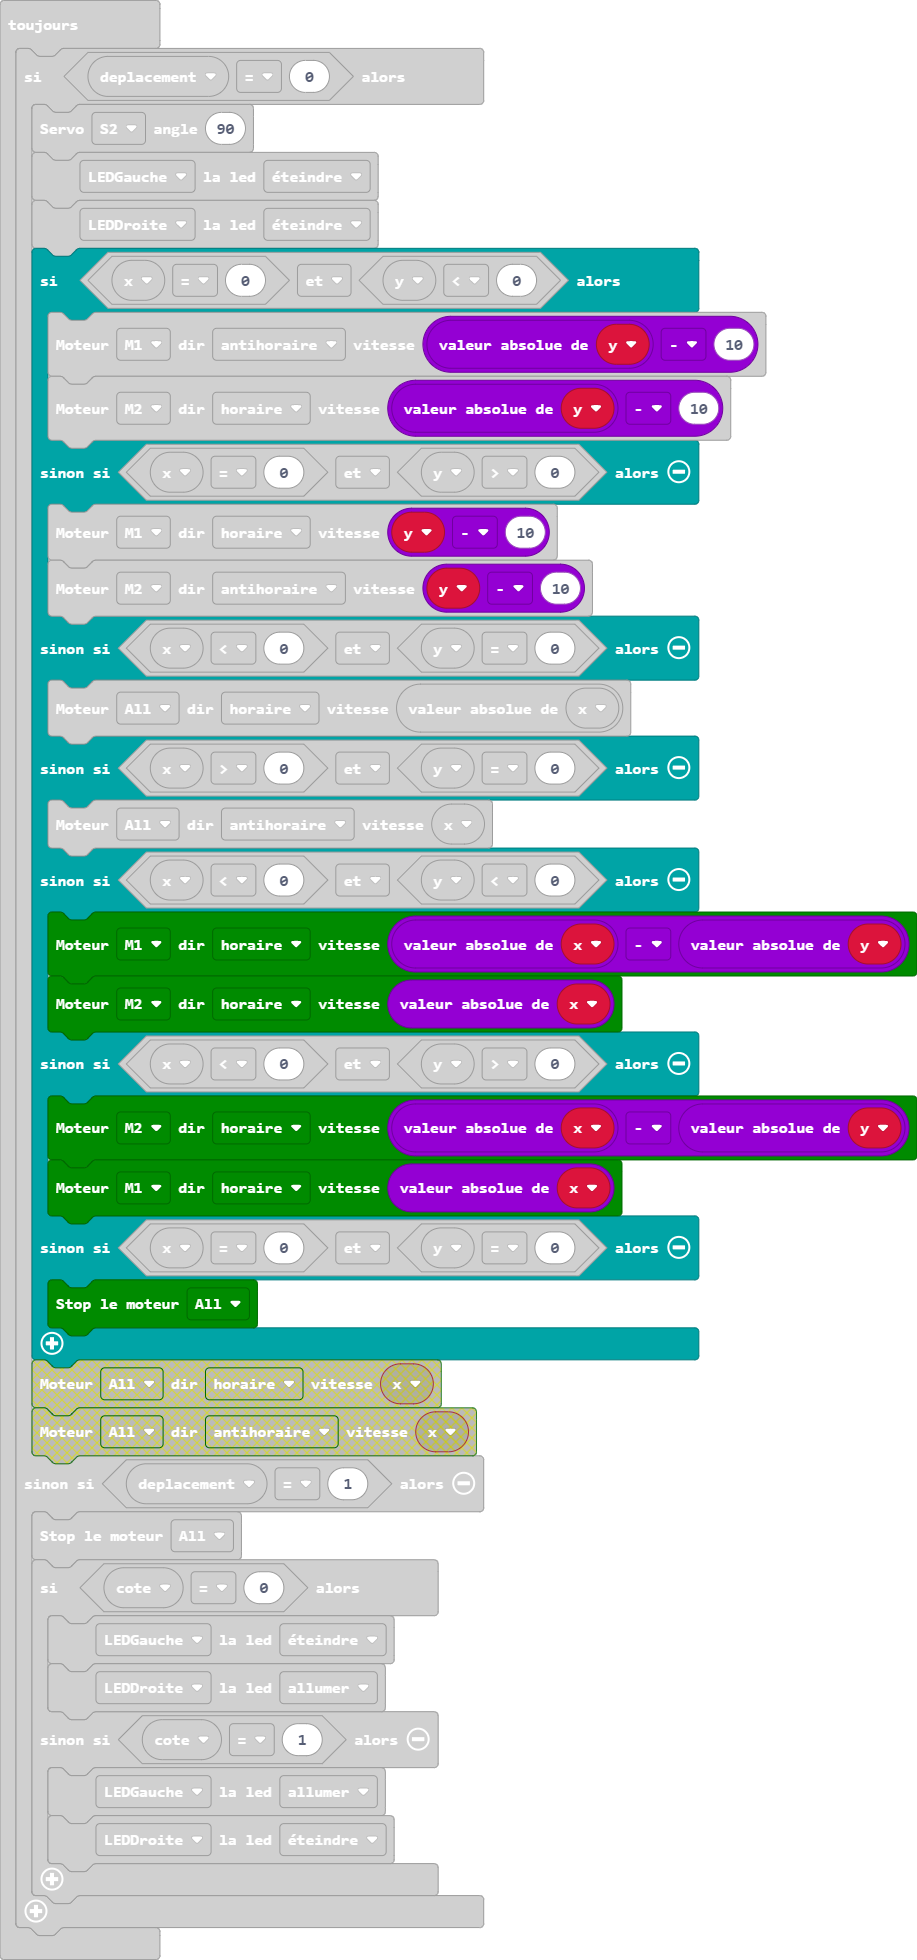 toujours
si deplacement = 0 alors
Servo S2 angle 90
LEDGauche la led éteindre
LEDDroite la led éteindre
si x = 0 et y < 0 alors
Moteur M1 dir antihoraire vitesse valeur absolue de y - 10
Moteur M2 dir horaire vitesse valeur absolue de y - 10
sinon si x = 0 et y > 0 alors
Moteur M1 dir horaire vitesse y - 10
Moteur M2 dir antihoraire vitesse y - 10
sinon si x < 0 et y = 0 alors
Moteur All dir horaire vitesse valeur absolue de x
sinon si x > 0 et y = 0 alors
Moteur All dir antihoraire vitesse x
sinon si x < 0 et y < 0 alors
Moteur M1 dir horaire vitesse valeur absolue de x - valeur absolue de y
Moteur M2 dir horaire vitesse valeur absolue de x
sinon si x < 0 et y > 0 alors
Moteur M2 dir horaire vitesse valeur absolue de x - valeur absolue de y
Moteur M1 dir horaire vitesse valeur absolue de x
sinon si x = 0 et y = 0 alors
Stop le moteur All
Moteur All dir horaire vitesse x
Moteur All dir antihoraire vitesse x
sinon si deplacement = 1 alors
Stop le moteur All
si cote = 0 alors
LEDGauche la led éteindre
LEDDroite la led allumer
sinon si cote = 1 alors
LEDGauche la led allumer
LEDDroite la led éteindre